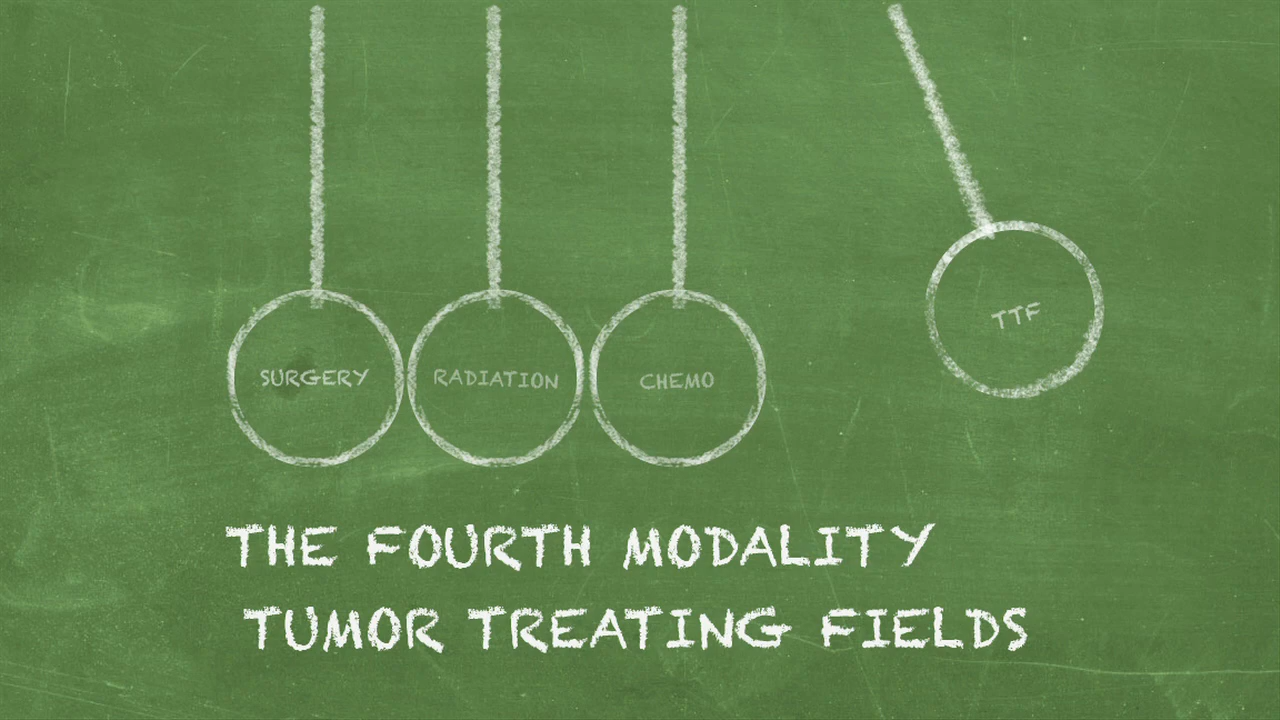 TTF
SURGERY
RADIATION
CHEMO
THE FOURTH MODALITY
TUMOR TREATING FIELDS